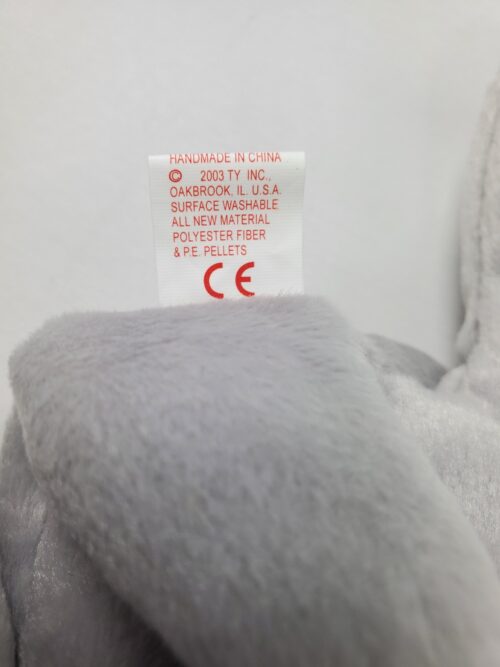 HANDMADE IN CHINA
© 2003 TY INC.,
OAKBROOK, IL. U.S.A.
SURFACE WASHABLE
ALL NEW MATERIAL
POLYESTER FIBER
& P.E. PELLETS
CE